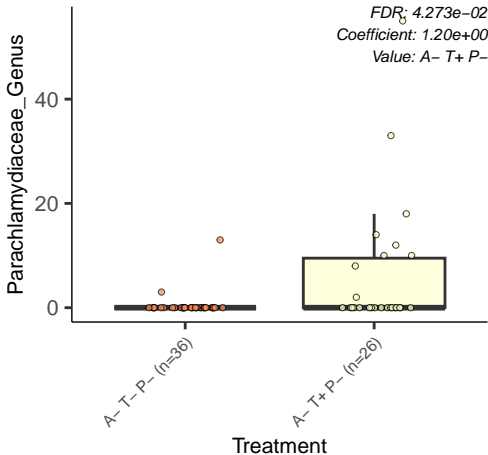 FDR: 4.273e−02
Coefficient: 1.20e+00
Value: A− T+ P−
Parachlamydiaceae_Genus
40
20
0
A− T− P− (n=36)
A− T+ P− (n=26)
Treatment